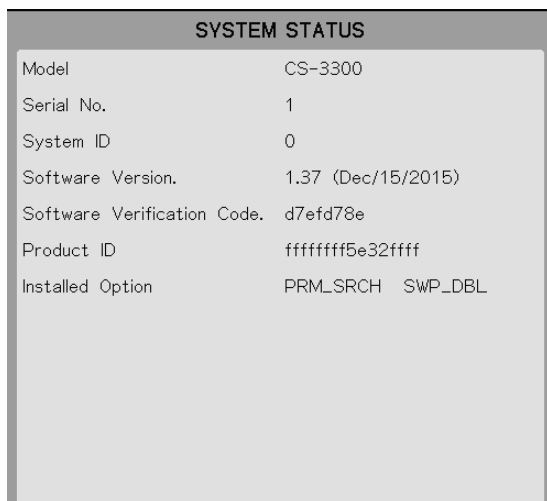 SYSTEM STATUS
Model CS-3300
Serial No. 1
System ID 0
Software Version. 1.37 (Dec/15/2015)
Software Verification Code. d7efd78e
Product ID ffffffff5e32ffff
Installed Option PRM_SRCH SWP_DBL